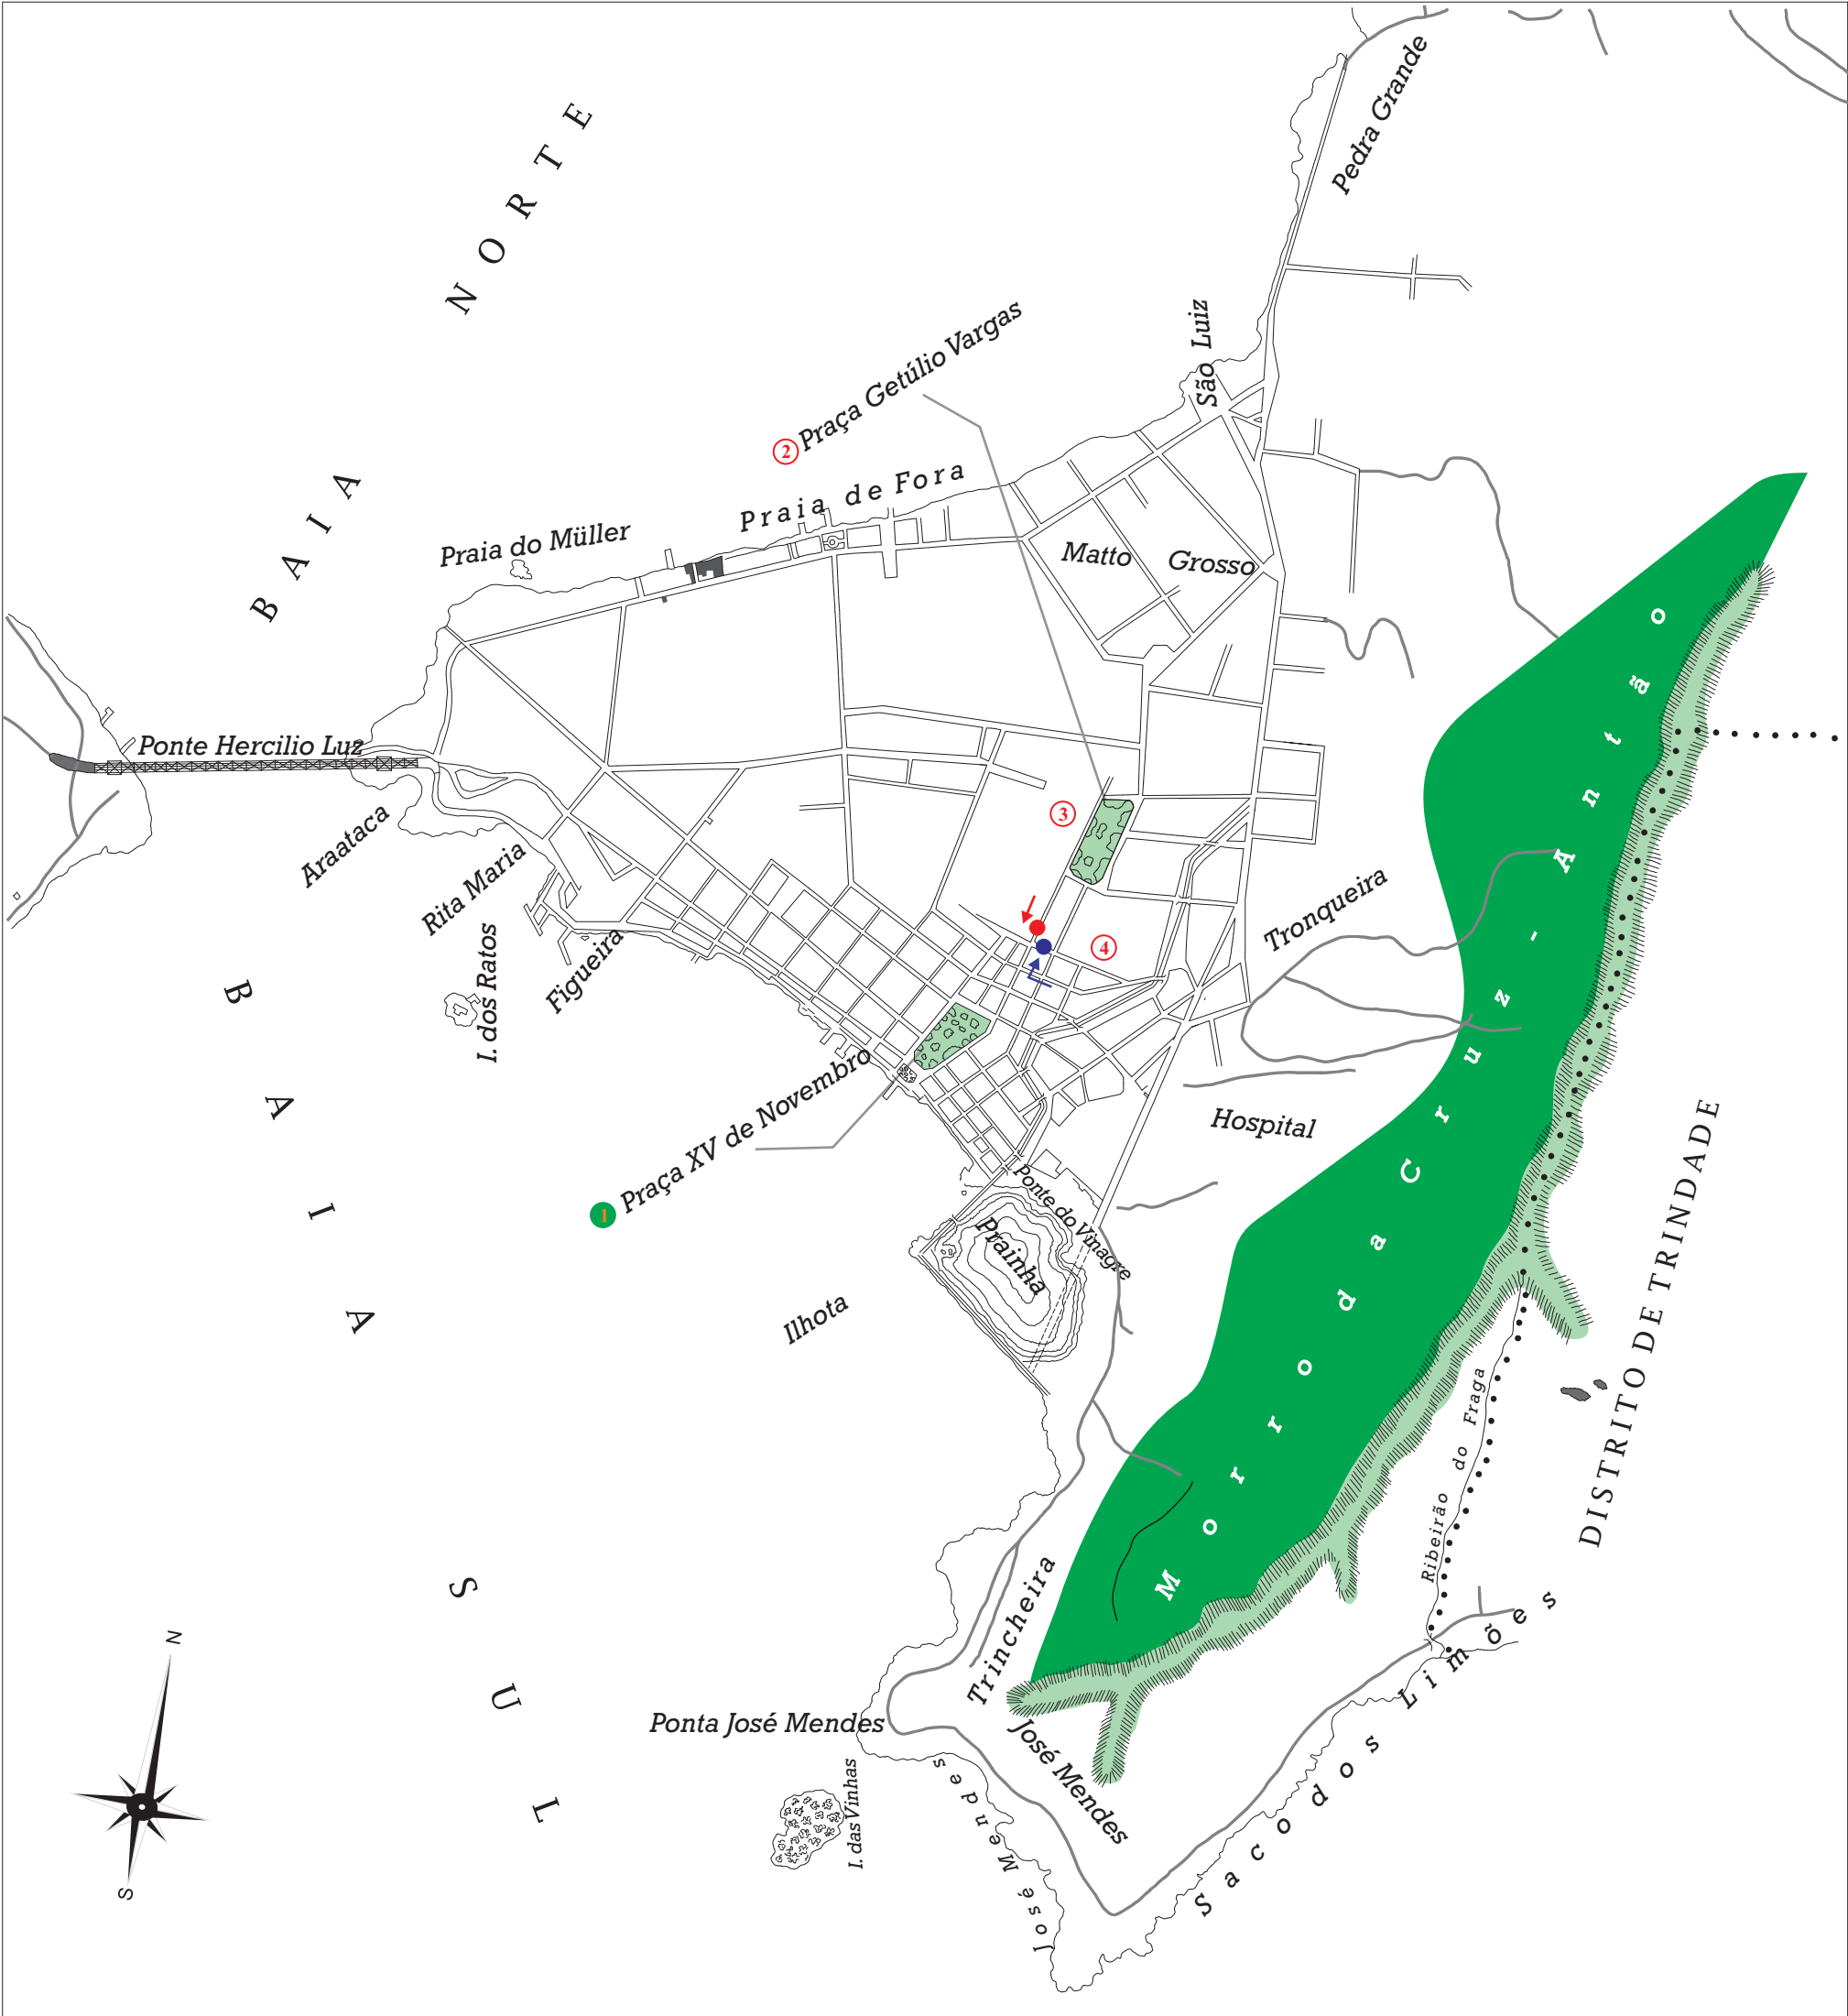 Pedra Grande
BAIA NORTE
São Luiz
2 Praça Getúlio Vargas
Praia de Fora
Praia do Müller
Matto Grosso
Ponte Hercilio Luz
Araataca
Rita Maria
I. dos Ratos
Figueira
3
4
Tronqueira
Morro da Cruz - Antão
Hospital
1 Praça XV de Novembro
Ponte do Vinagre
Prainha
Ilhota
BAIA SUL
DISTRITO DE TRINDADE
Ribeirão do Fraga
Trincheira
Ponta José Mendes
José Mendes
I. das Vinhas
José Mendes
Saco dos Limões
N
S